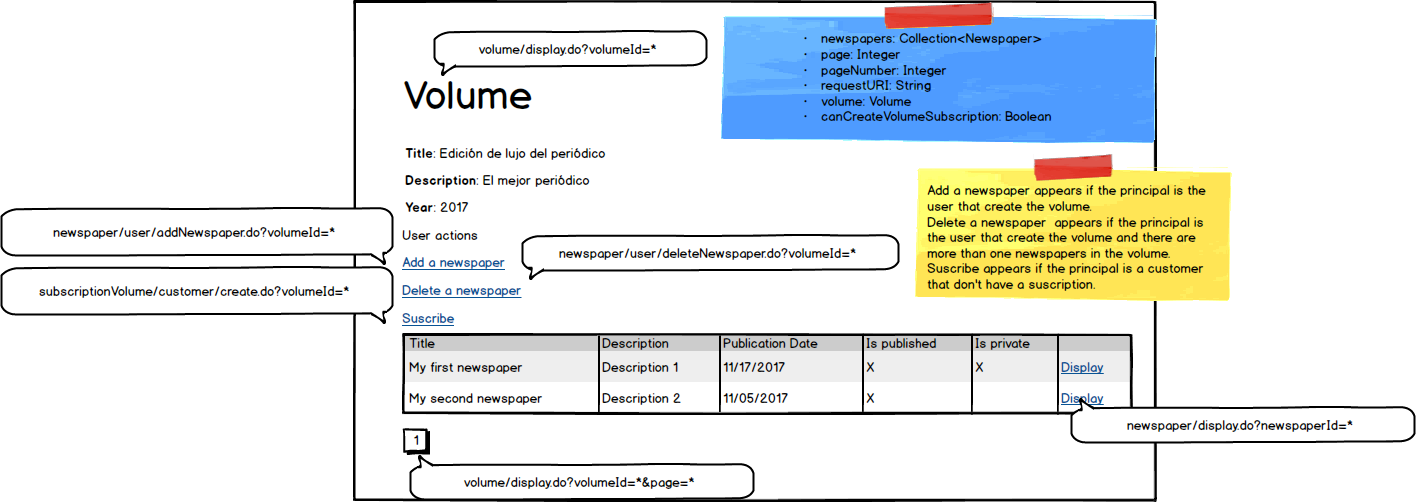 volume/display.do?volumeId=*
· newspapers: Collection<Newspaper>
· page: Integer
· pageNumber: Integer
· requestURI: String
· volume: Volume
· canCreateVolumeSubscription: Boolean
Volume
Title: Edición de lujo del periódico
Description: El mejor periódico
Year: 2017
Add a newspaper appears if the principal is the
user that create the volume.
Delete a newspaper appears if the principal is
the user that create the volume and there are
more than one newspapers in the volume.
Suscribe appears if the principal is a customer
that don't have a suscription.
newspaper/user/addNewspaper.do?volumeId=*
User actions
newspaper/user/deleteNewspaper.do?volumeId=*
Add a newspaper
subscriptionVolume/customer/create.do?volumeId=*
Delete a newspaper
Suscribe
Title Description Publication Date Is published Is private
My first newspaper Description 1 11/17/2017 X X Display
My second newspaper Description 2 11/05/2017 X Display
newspaper/display.do?newspaperId=*
1
volume/display.do?volumeId=*&page=*